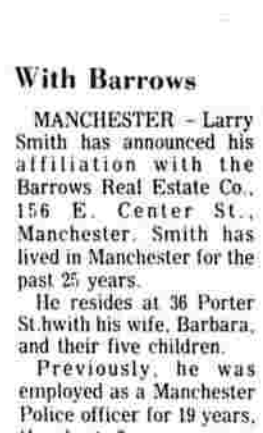 With Barrows
MANCHESTER - Larry
Smith has announced his
affiliation with the
Barrows Real Estate Co.,
156 E. Center St.,
Manchester. Smith has
lived in Manchester for the
past 25 years.
He resides at 36 Porter
St.hwith his wife, Barbara,
and their five children.
Previously, he was
employed as a Manchester
Police officer for 19 years,